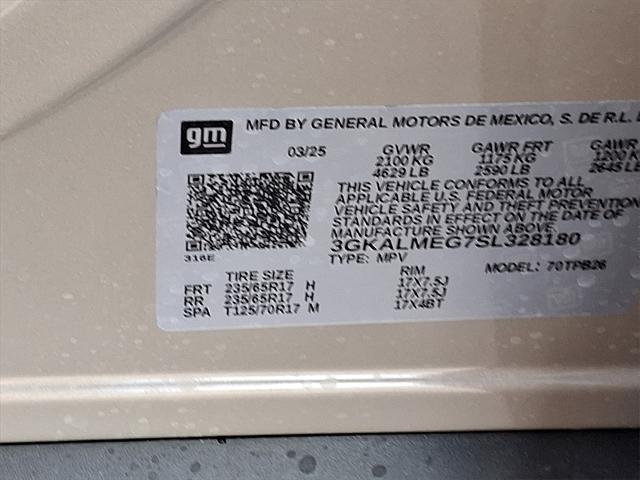 gm MFD BY GENERAL MOTORS DE MEXICO, S. DE R.L.
03/25 GVWR GAWR FRT GAWR
2100 KG 1175 KG 1200
4629 LB 2590 LB 2645 LB
THIS VEHICLE CONFORMS TO ALL
APPLICABLE U.S. FEDERAL MOTOR
VEHICLE SAFETY AND THEFT PREVENTION
STANDARDS IN EFFECT ON THE DATE OF
MANUFACTURE SHOWN ABOVE.
3GKALMEG7SL328180
316E TYPE: MPV MODEL: 70TPB26
TIRE SIZE RIM
FRT 235/65R17 H 17X7.5J
RR 235/65R17 H 17X7.5J
SPA T125/70R17 M 17X4BT